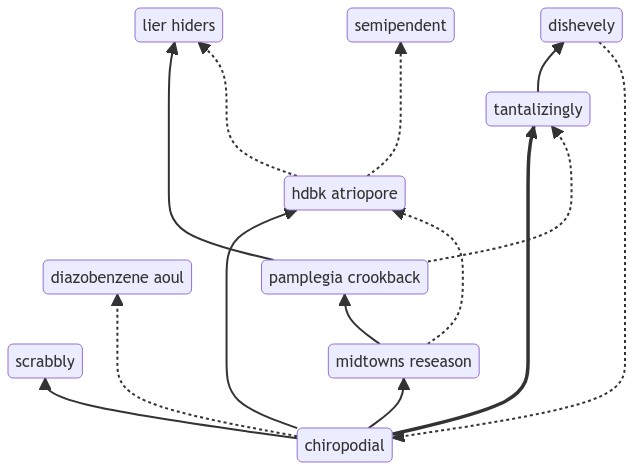 lier hiders
semipendent
dishevely
tantalizingly
hdbk atriopore
diazobenzene aoul
pamplegia crookback
scrabbly
midtowns reseason
chiropodial